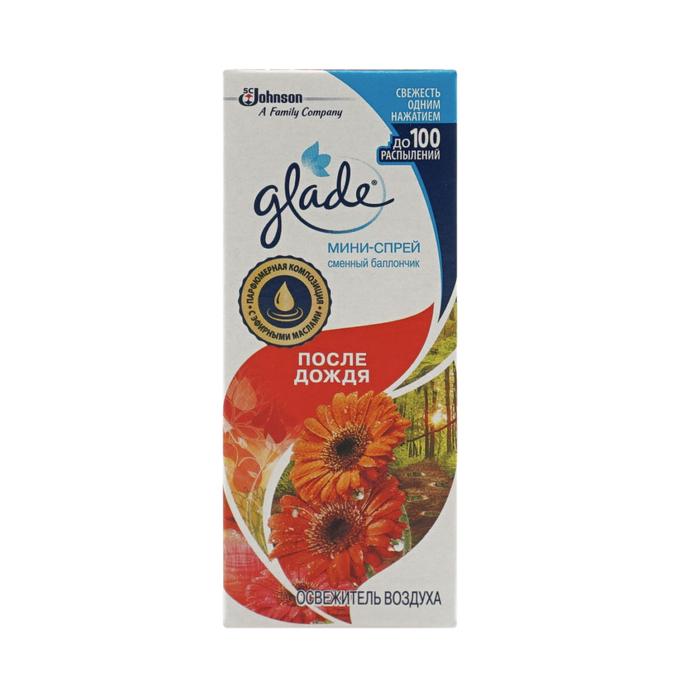 SC Johnson
A Family Company
СВЕЖЕСТЬ
ОДНИМ
НАЖАТИЕМ
ДО 100
РАСПЫЛЕНИЙ
glade®
МИНИ-СПРЕЙ
сменный баллончик
• ПАРФЮМЕРНАЯ КОМПОЗИЦИЯ •
С ЭФИРНЫМИ МАСЛАМИ
ПОСЛЕ
ДОЖДЯ
ОСВЕЖИТЕЛЬ ВОЗДУХА